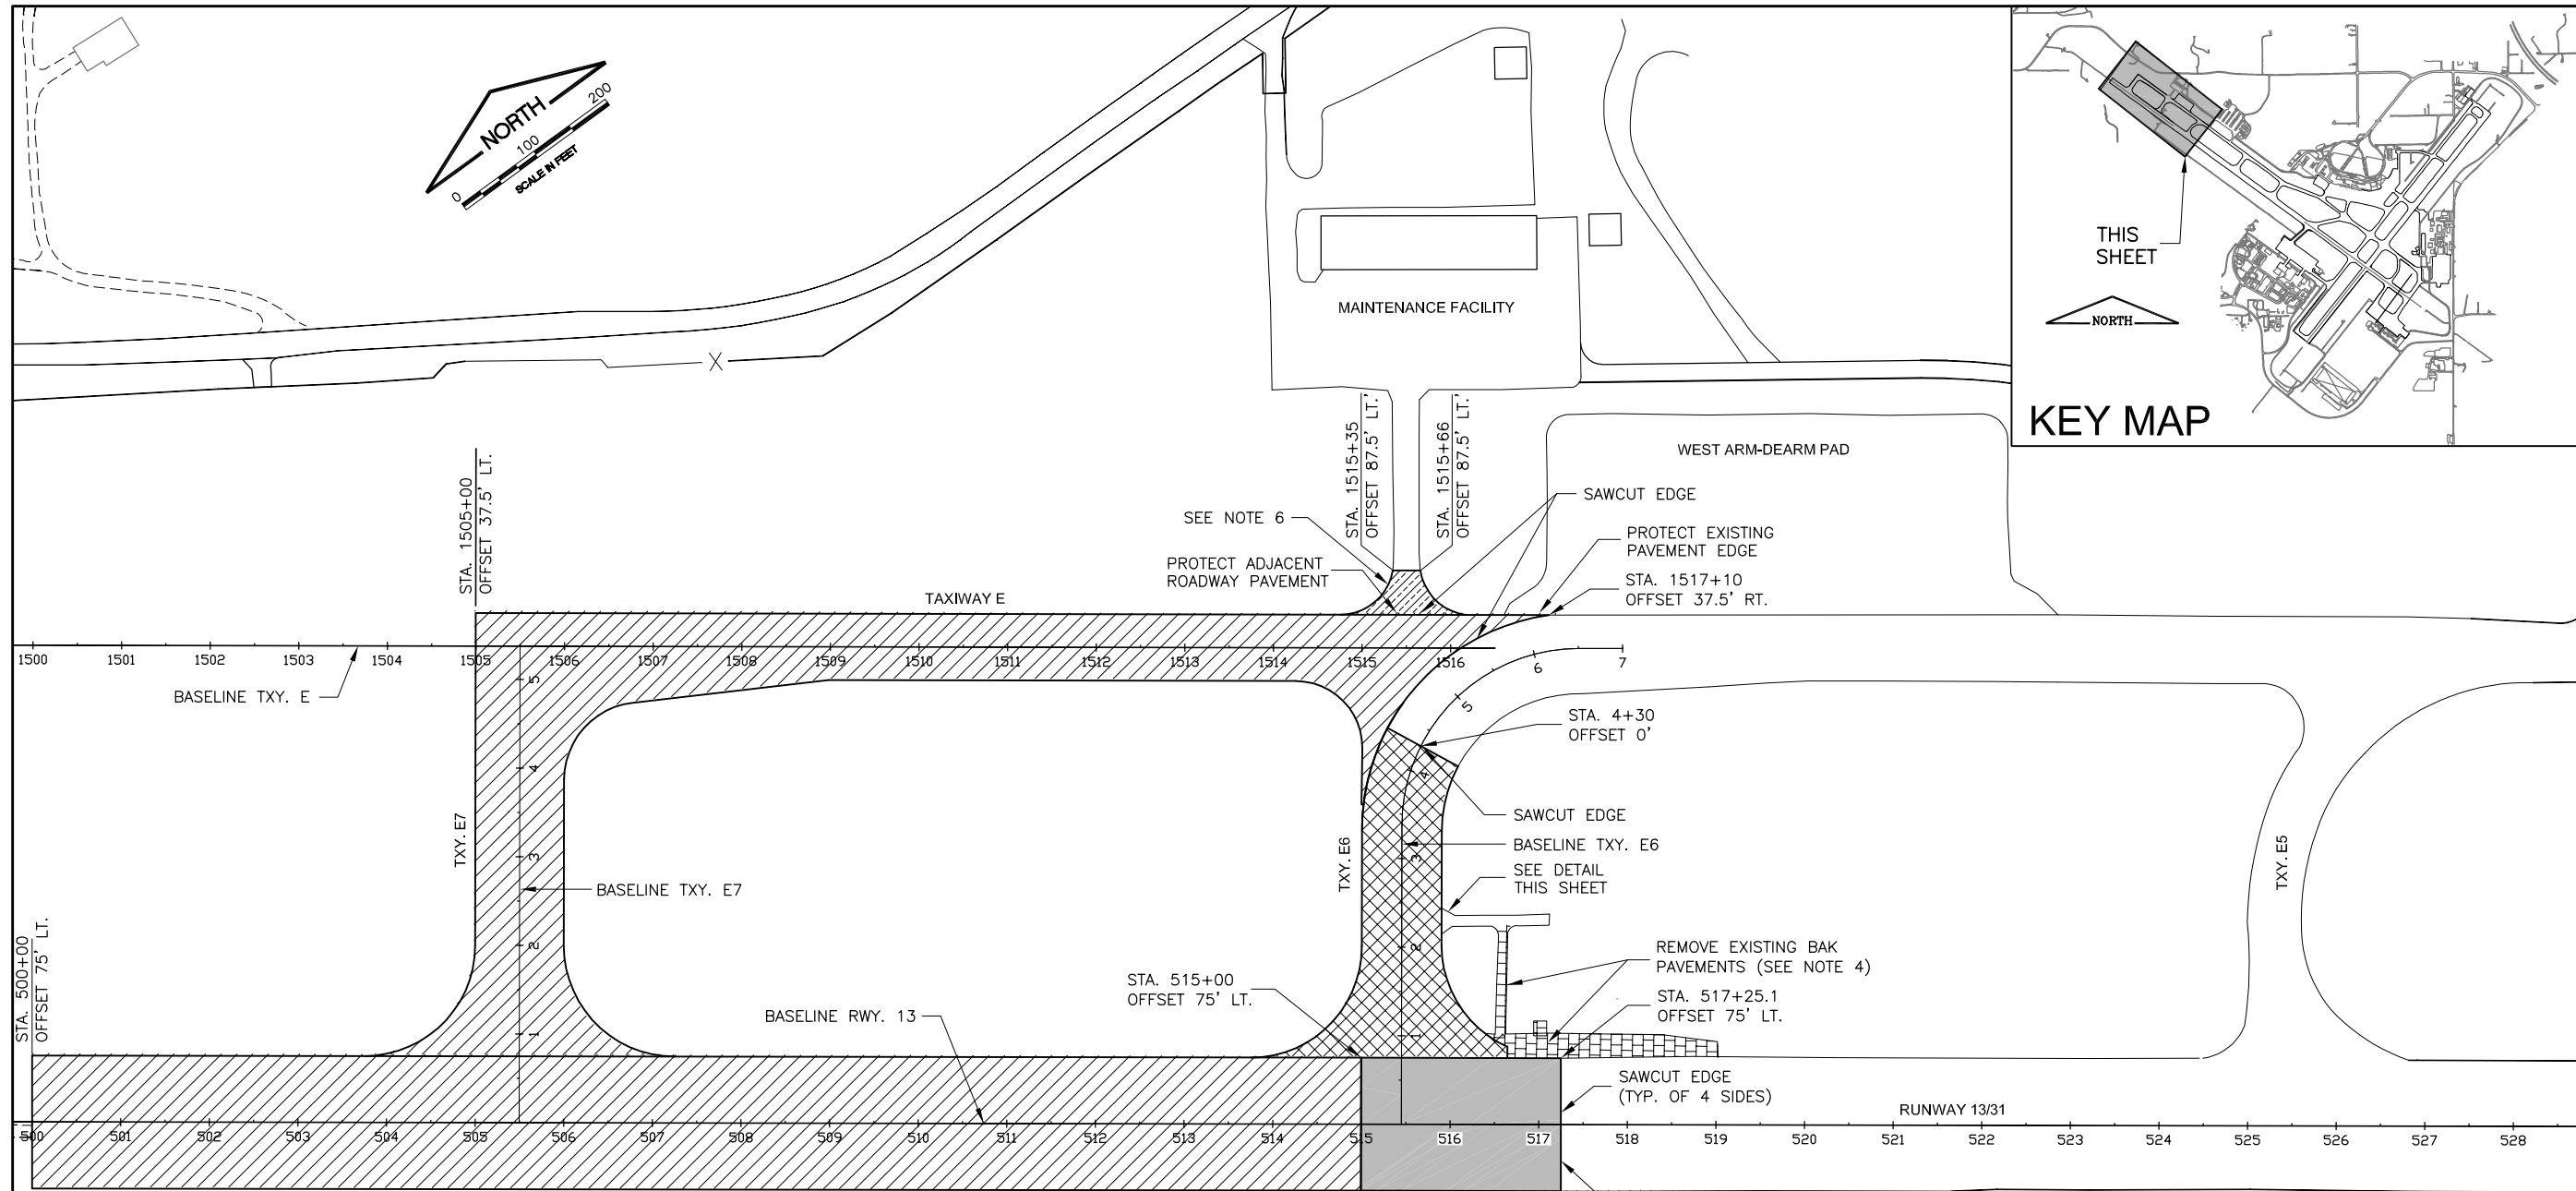 NORTH
0
100
200
SCALE IN FEET
THIS
SHEET
NORTH
KEY MAP
MAINTENANCE FACILITY
WEST ARM-DEARM PAD
STA. 1505+00
OFFSET 37.5' LT.
STA. 1515+35
OFFSET 87.5' LT.'
STA. 1515+66
OFFSET 87.5' LT.'
SAWCUT EDGE
SEE NOTE 6
PROTECT EXISTING
PAVEMENT EDGE
PROTECT ADJACENT
ROADWAY PAVEMENT
STA. 1517+10
OFFSET 37.5' RT.
TAXIWAY E
1500 1501 1502 1503 1504 1505 1506 1507 1508 1509 1510 1511 1512 1513 1514 1515 1516
7
6
5
4
3
2
1
BASELINE TXY. E
5
4
3
2
1
STA. 4+30
OFFSET 0'
SAWCUT EDGE
TXY. E7
BASELINE TXY. E7
TXY. E6
BASELINE TXY. E6
SEE DETAIL
THIS SHEET
TXY. E5
STA. 500+00
OFFSET 75' LT.
REMOVE EXISTING BAK
PAVEMENTS (SEE NOTE 4)
STA. 515+00
OFFSET 75' LT.
STA. 517+25.1
OFFSET 75' LT.
BASELINE RWY. 13
SAWCUT EDGE
(TYP. OF 4 SIDES)
RUNWAY 13/31
500 501 502 503 504 505 506 507 508 509 510 511 512 513 514 515 516 517 518 519 520 521 522 523 524 525 526 527 528